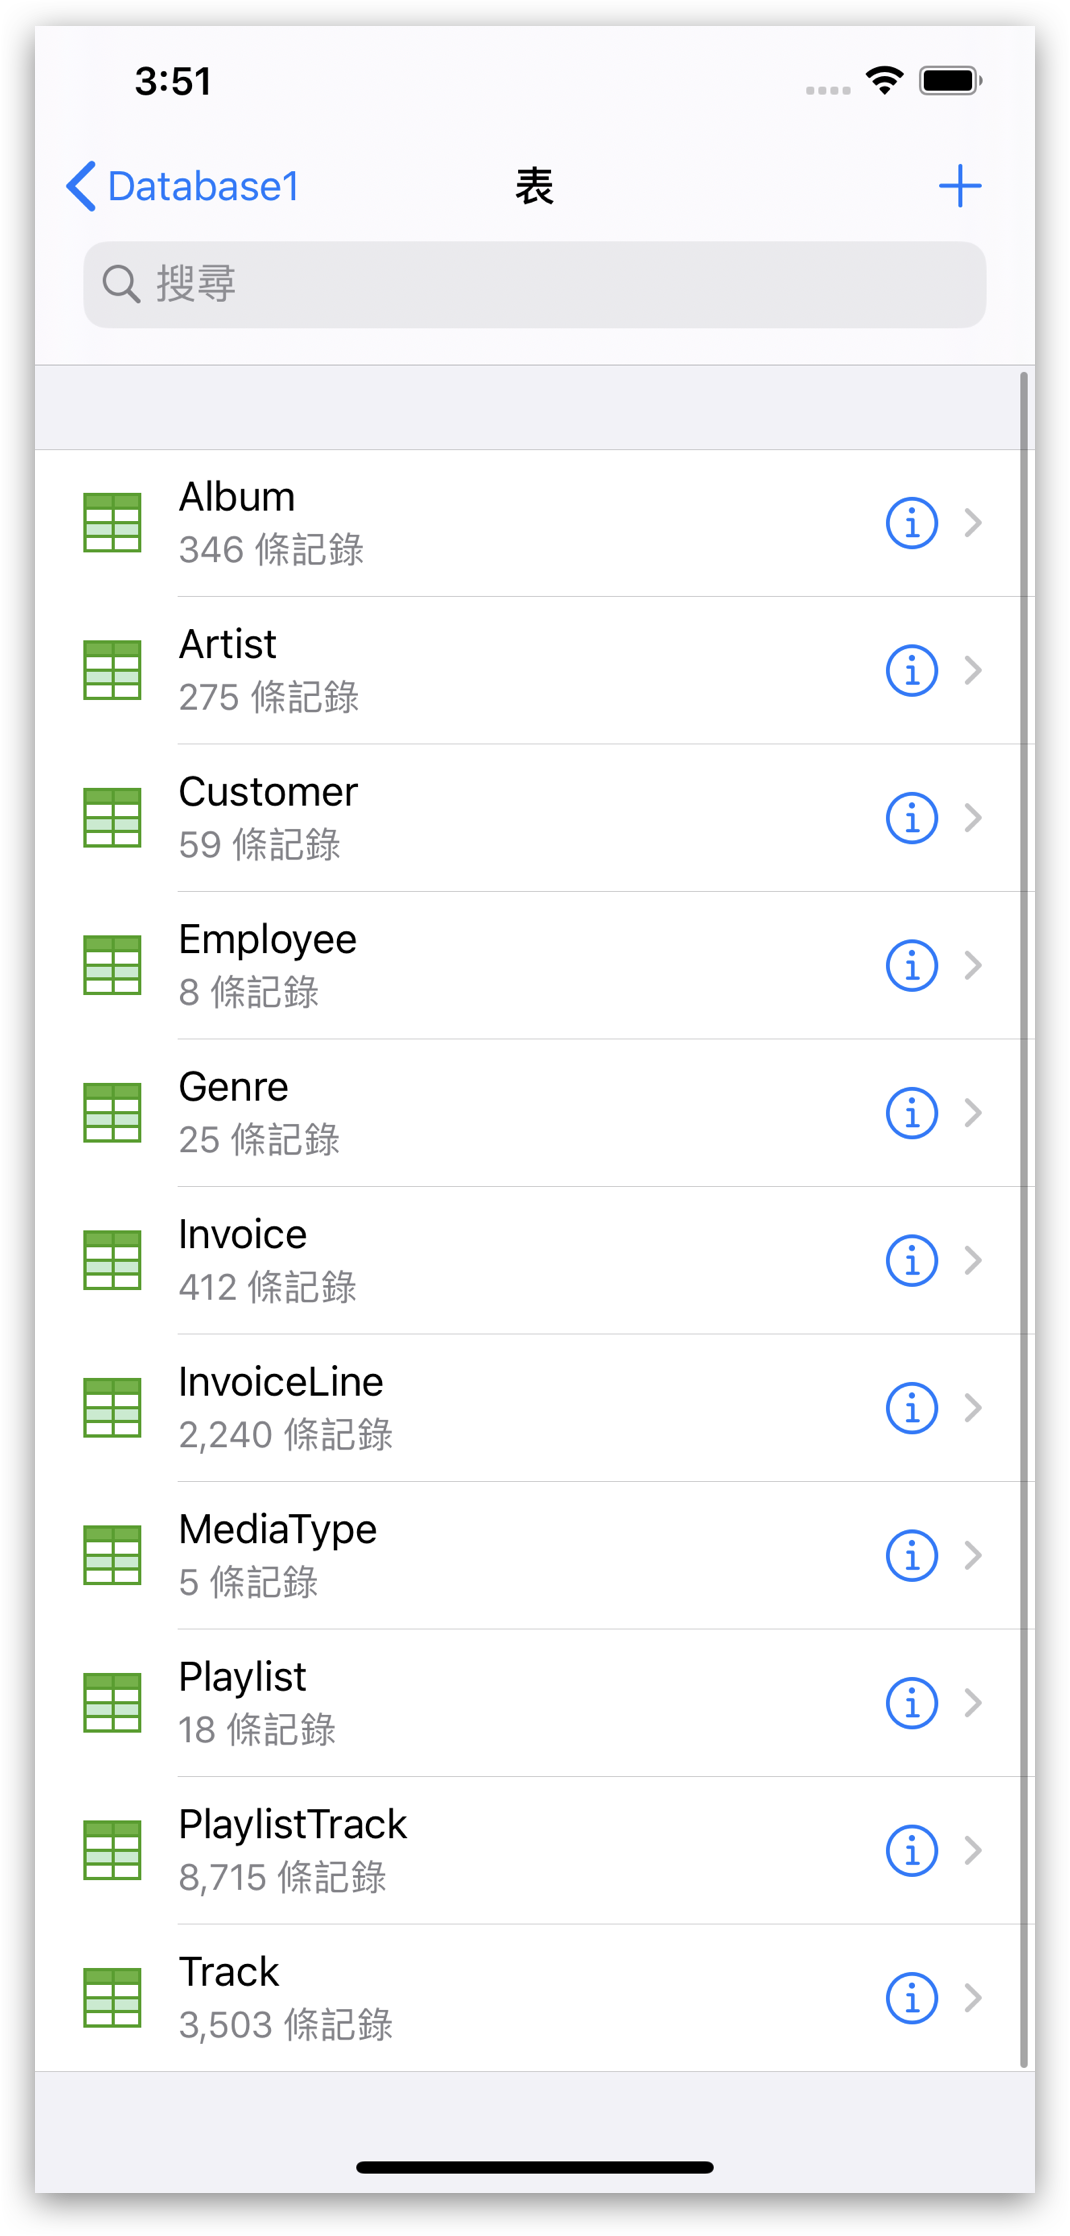 3:51
Database1
表
搜尋
Album
346 條記錄
Artist
275 條記錄
Customer
59 條記錄
Employee
8 條記錄
Genre
25 條記錄
Invoice
412 條記錄
InvoiceLine
2,240 條記錄
MediaType
5 條記錄
Playlist
18 條記錄
PlaylistTrack
8,715 條記錄
Track
3,503 條記錄